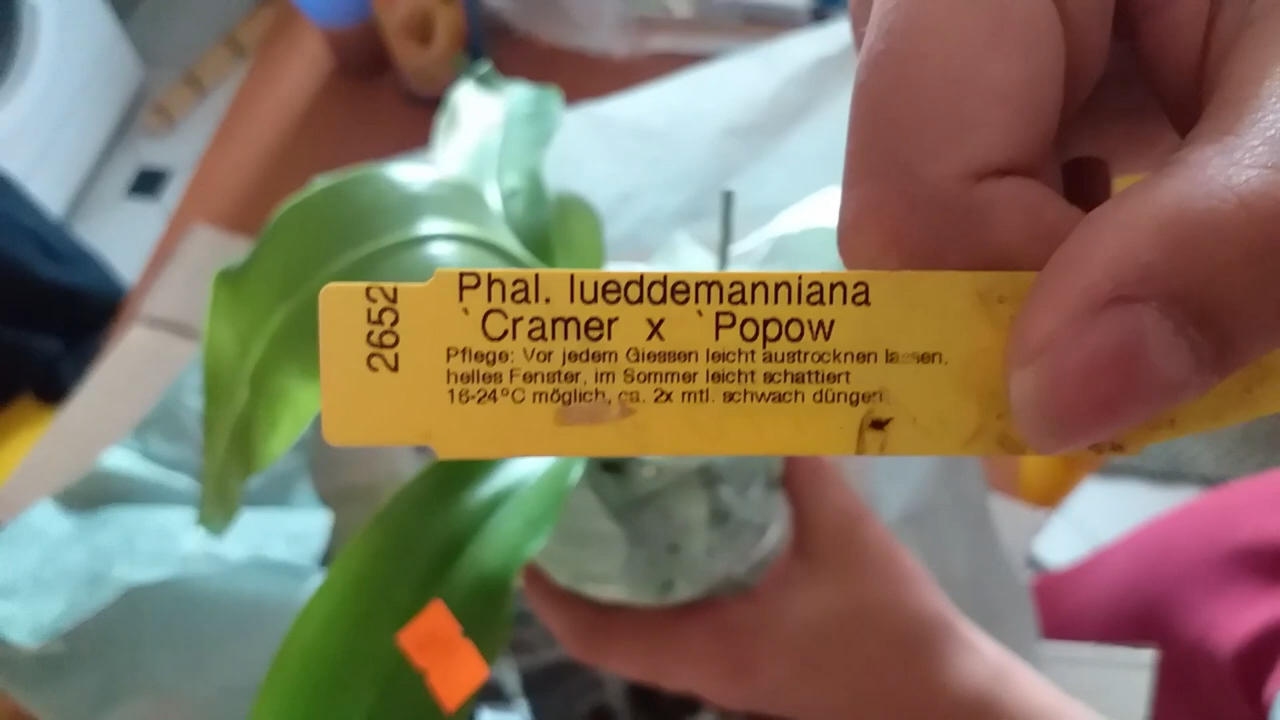 2652
Phal. lueddemanniana
`Cramer x `Popow
Pflege: Vor jedem Giessen leicht austrocknen lassen,
helles Fenster, im Sommer leicht schattiert
16-24°C möglich, ca. 2x mtl. schwach düngen